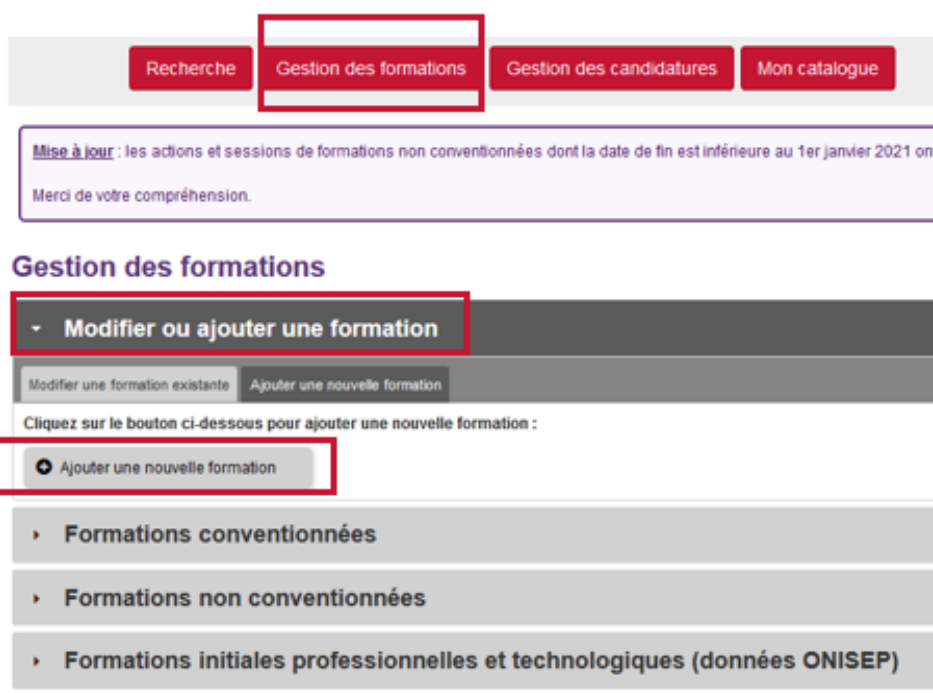 Recherche Gestion des formations Gestion des candidatures Mon catalogue
Mise à jour : les actions et sessions de formations non conventionnées dont la date de fin est inférieure au 1er janvier 2021 on
Merci de votre compréhension.
Gestion des formations
Modifier ou ajouter une formation
Modifier une formation existante Ajouter une nouvelle formation
Cliquez sur le bouton ci-dessous pour ajouter une nouvelle formation :
Ajouter une nouvelle formation
Formations conventionnées
Formations non conventionnées
Formations initiales professionnelles et technologiques (données ONISEP)